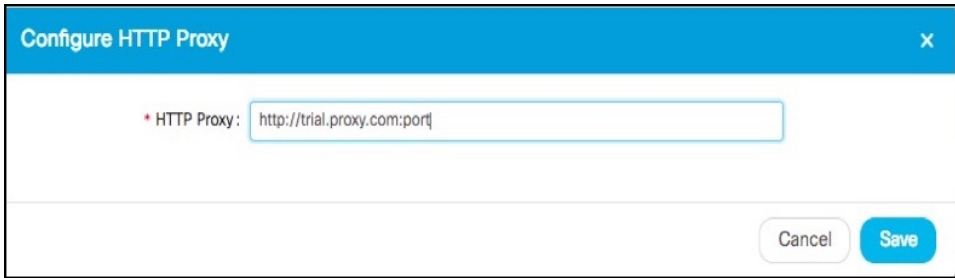 Configure HTTP Proxy x
* HTTP Proxy: http://trial.proxy.com:port
Cancel Save